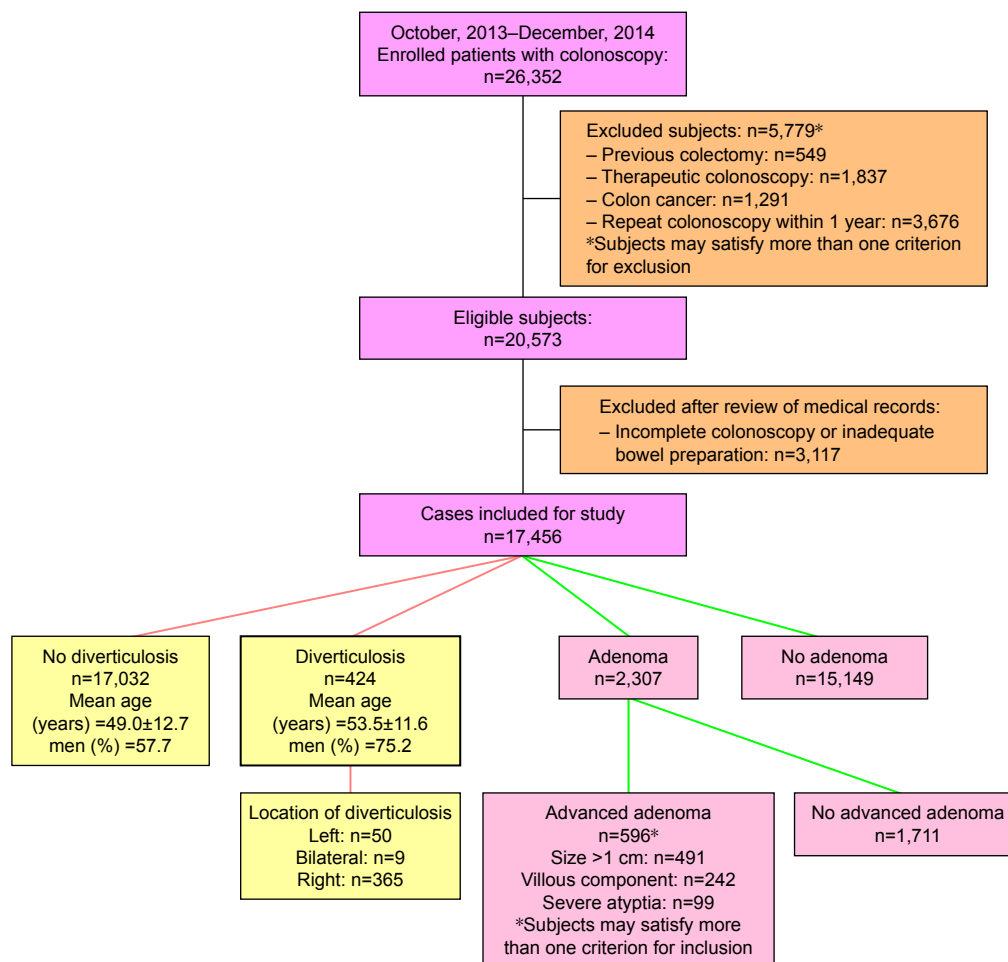 October, 2013–December, 2014
Enrolled patients with colonoscopy:
n=26,352
Excluded subjects: n=5,779*
– Previous colectomy: n=549
– Therapeutic colonoscopy: n=1,837
– Colon cancer: n=1,291
– Repeat colonoscopy within 1 year: n=3,676
*Subjects may satisfy more than one criterion
for exclusion
Eligible subjects:
n=20,573
Excluded after review of medical records:
– Incomplete colonoscopy or inadequate
bowel preparation: n=3,117
Cases included for study
n=17,456
No diverticulosis
n=17,032
Mean age
(years) =49.0±12.7
men (%) =57.7
Diverticulosis
n=424
Mean age
(years) =53.5±11.6
men (%) =75.2
Adenoma
n=2,307
No adenoma
n=15,149
Location of diverticulosis
Left: n=50
Bilateral: n=9
Right: n=365
Advanced adenoma
n=596*
Size >1 cm: n=491
Villous component: n=242
Severe atyptia: n=99
*Subjects may satisfy more
than one criterion for inclusion
No advanced adenoma
n=1,711